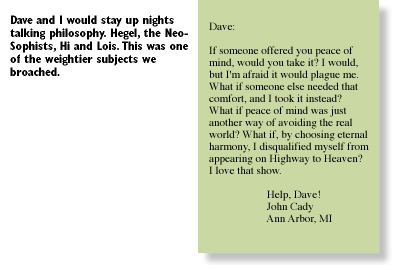 Dave and I would stay up nights
talking philosophy. Hegel, the Neo-
Sophists, Hi and Lois. This was one
of the weightier subjects we
broached.
Dave:
If someone offered you peace of
mind, would you take it? I would,
but I'm afraid it would plague me.
What if someone else needed that
comfort, and I took it instead?
What if peace of mind was just
another way of avoiding the real
world? What if, by choosing eternal
harmony, I disqualified myself from
appearing on Highway to Heaven?
I love that show.
Help, Dave!
John Cady
Ann Arbor, MI